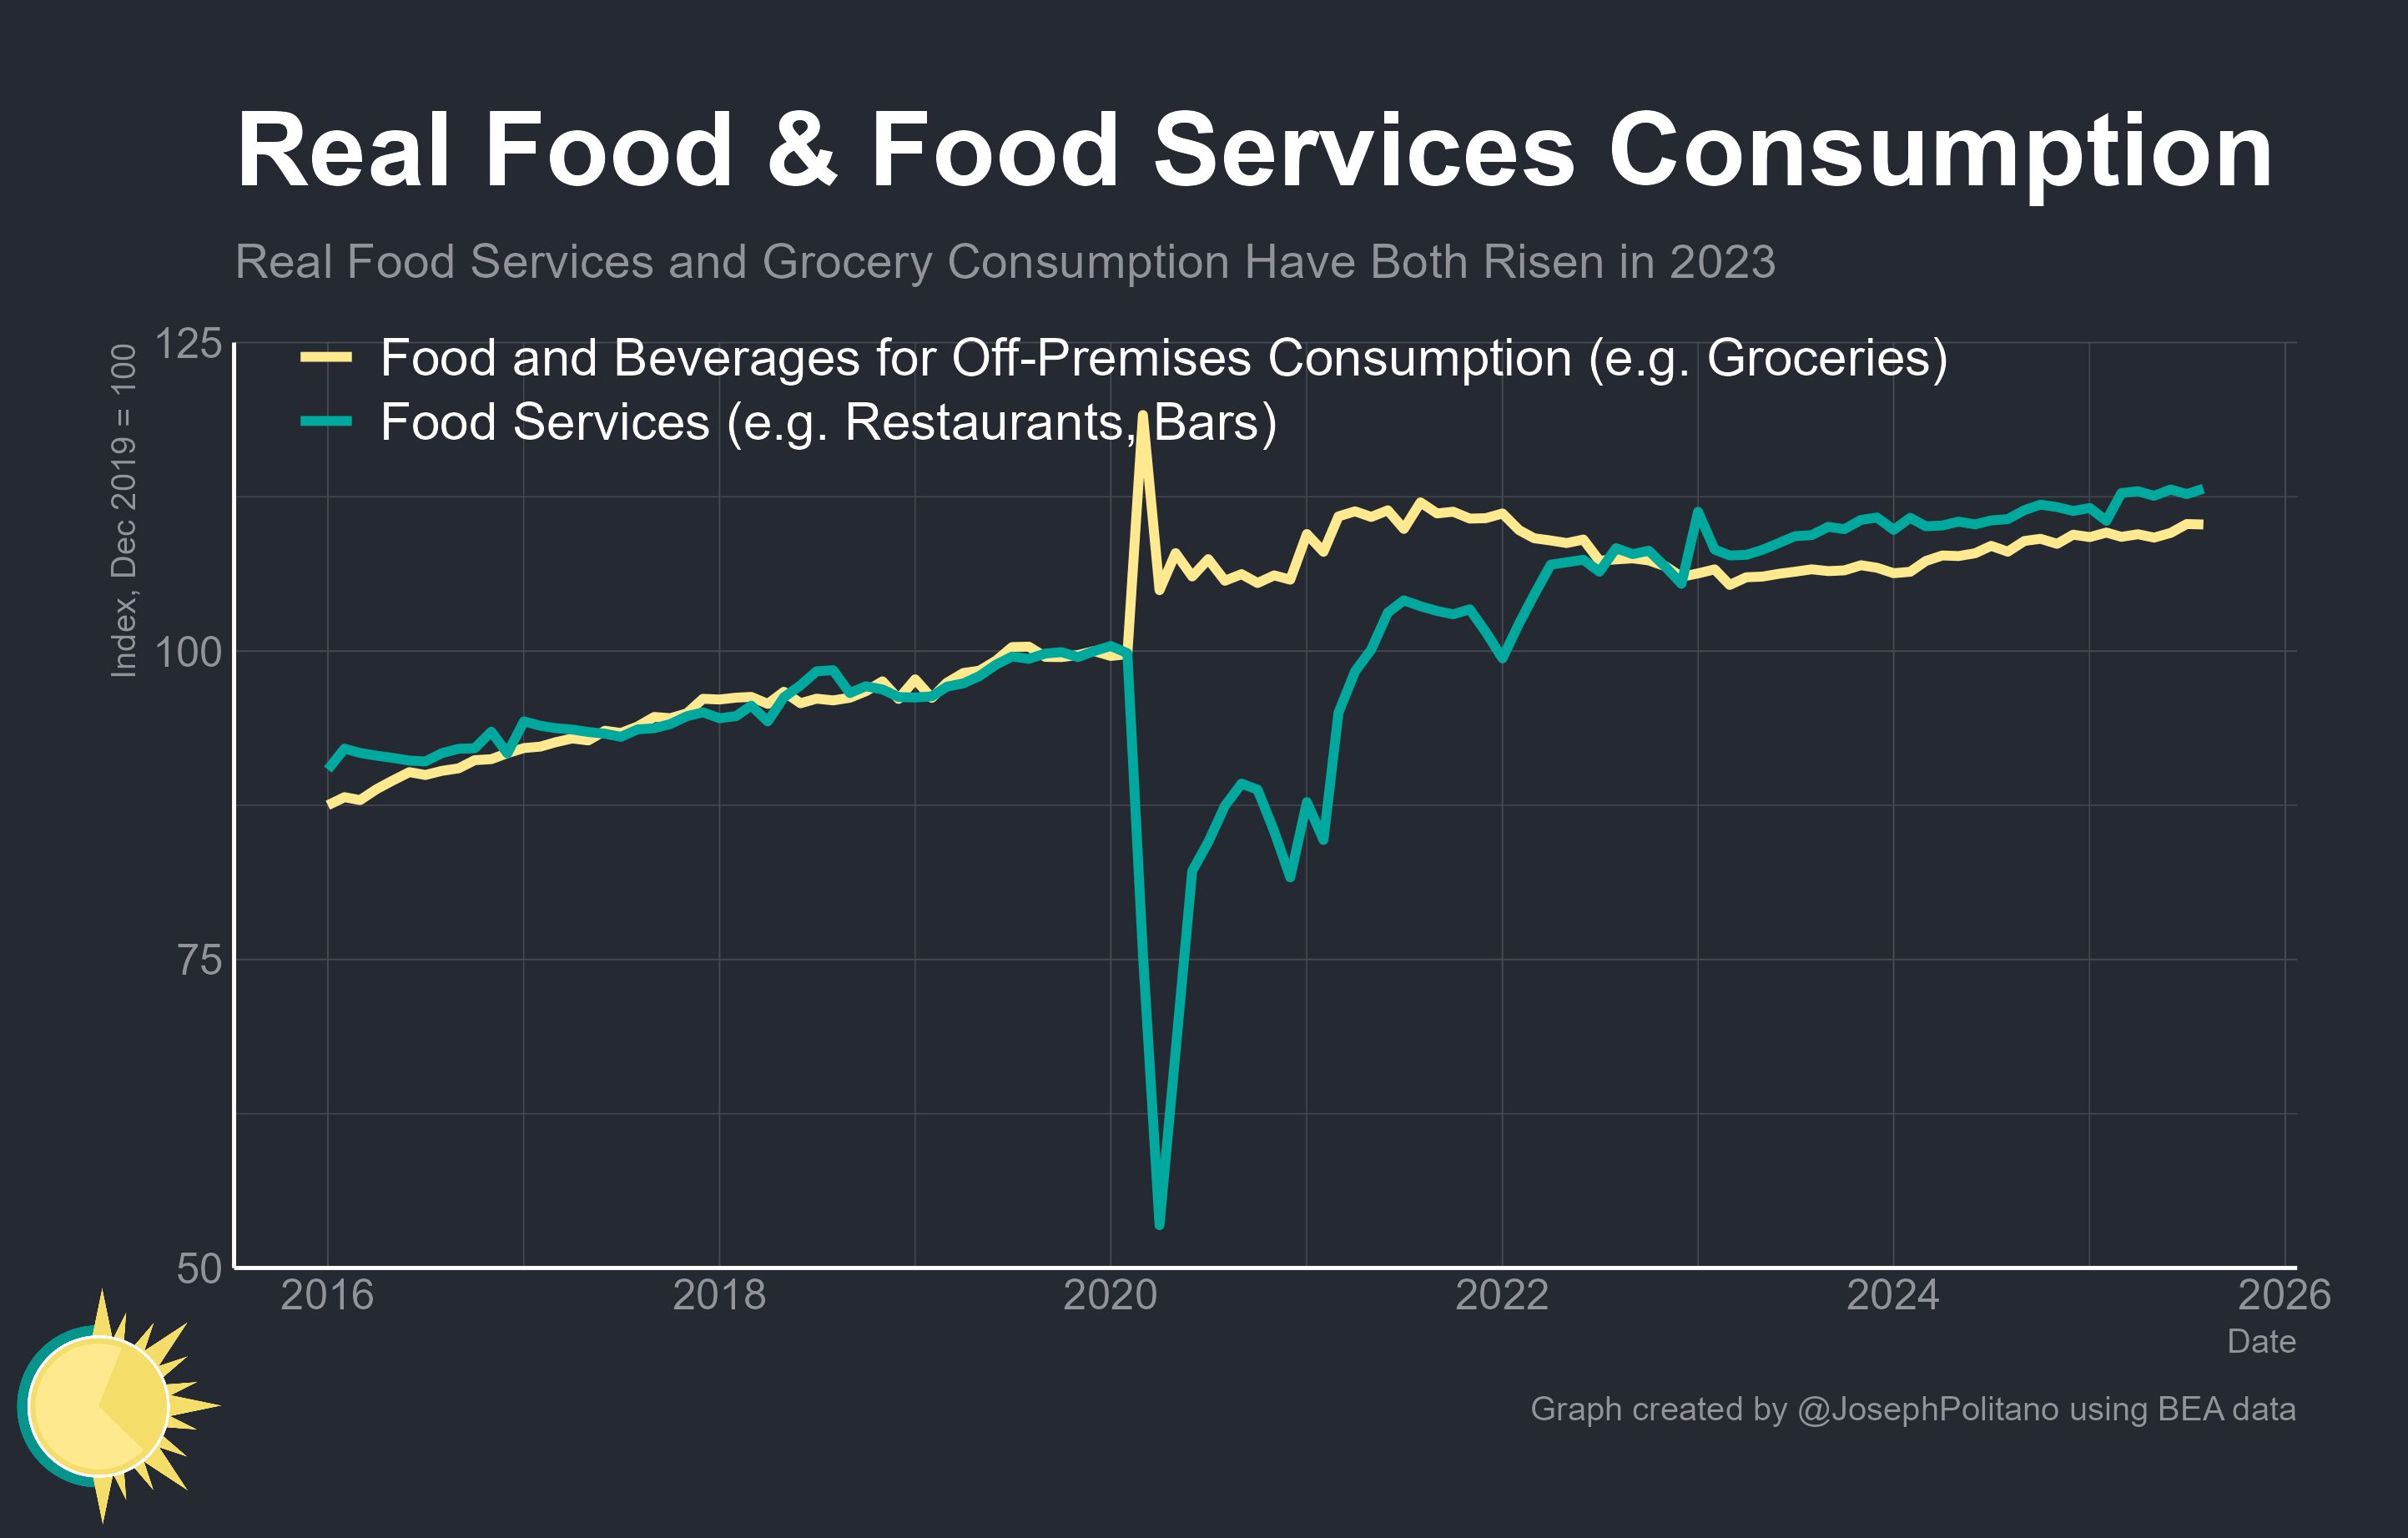 Real Food & Food Services Consumption
Real Food Services and Grocery Consumption Have Both Risen in 2023
Index, Dec 2019 = 100
125
100
75
50
Food and Beverages for Off-Premises Consumption (e.g. Groceries)
Food Services (e.g. Restaurants, Bars)
2016
2018
2020
2022
2024
2026
Date
Graph created by @JosephPolitano using BEA data